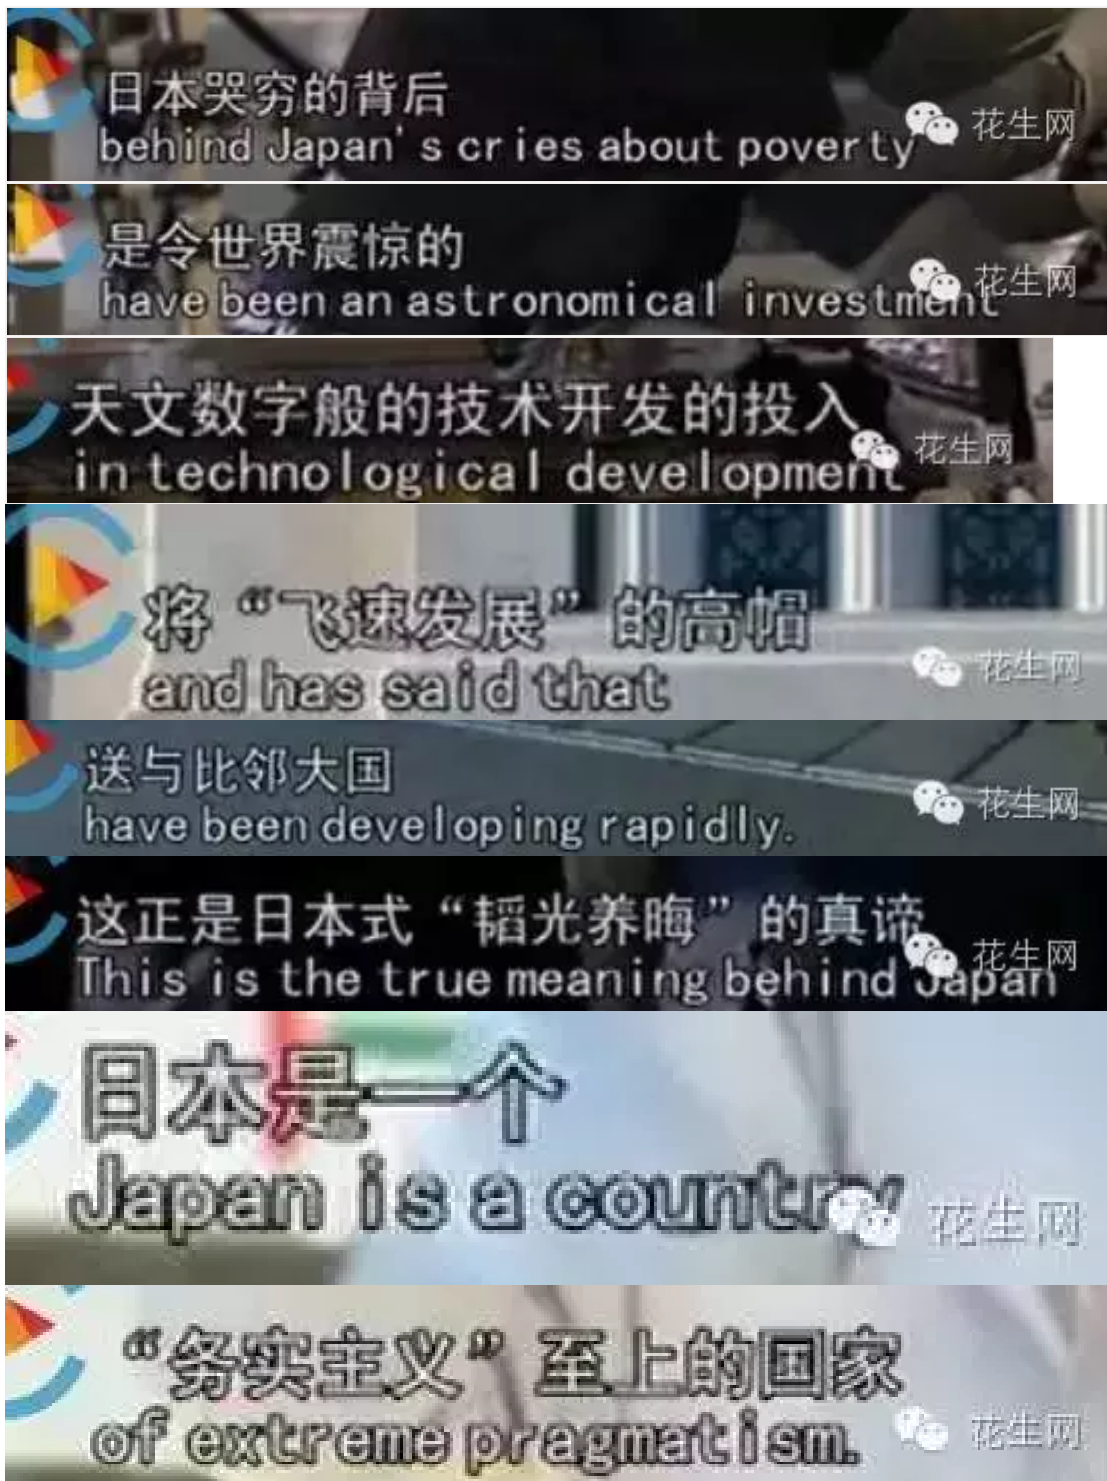 日本哭穷的背后
behind Japan's cries about poverty
花生网
是令世界震惊的
have been an astronomical investment
花生网
天文数字般的技术开发的投入
in technological development
花生网
将“飞速发展”的高帽
and has said that
花生网
送与比邻大国
have been developing rapidly.
花生网
这正是日本式“韬光养晦”的真谛
This is the true meaning behind Japan
花生网
日本是一个
Japan is a country
花生网
“务实主义”至上的国家
of extreme pragmatism.
花生网